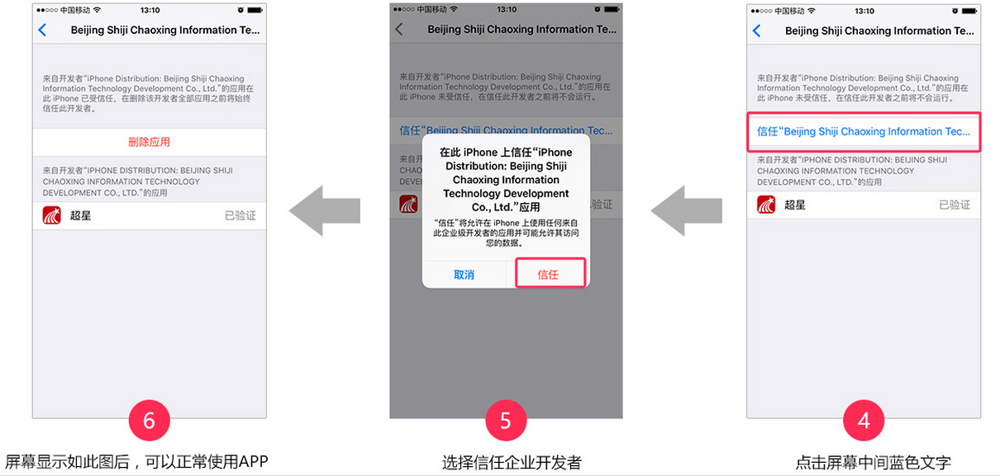 中国移动
13:10
Beijing Shiji Chaoxing Information Te...
来自开发者“iPhone Distribution: Beijing Shiji Chaoxing
Information Technology Development Co., Ltd.”的应用在
此 iPhone 已受信任，在删除该开发者全部应用之前将始终
信任此开发者。
删除应用
来自开发者“IPHONE DISTRIBUTION: BEIJING SHIJI
CHAOXING INFORMATION TECHNOLOGY
DEVELOPMENT CO., LTD.”的应用
超星 已验证
6
屏幕显示如此图后，可以正常使用APP
中国移动
13:10
Beijing Shiji Chaoxing Information Te...
来自开发者“iPhone Distribution: Beijing Shiji Chaoxing
Information Technology Development Co., Ltd.”的应用在
此 iPhone 未受信任，在信任此开发者之前将不会运行。
信任“Beijing Shiji Chaoxing Information Tec...
来自开
CHAO
DEVEL
验证
在此 iPhone 上信任“iPhone
Distribution: Beijing Shiji
Chaoxing Information
Technology Development
Co., Ltd.”应用
“信任”将允许在 iPhone 上使用任何来自
此企业级开发者的应用并可能允许其访问
您的数据。
取消 信任
5
选择信任企业开发者
中国移动
13:10
Beijing Shiji Chaoxing Information Te...
来自开发者“iPhone Distribution: Beijing Shiji Chaoxing
Information Technology Development Co., Ltd.”的应用在
此 iPhone 未受信任，在信任此开发者之前将不会运行。
信任“Beijing Shiji Chaoxing Information Tec...
来自开发者“IPHONE DISTRIBUTION: BEIJING SHIJI
CHAOXING INFORMATION TECHNOLOGY
DEVELOPMENT CO., LTD.”的应用
超星 已验证
4
点击屏幕中间蓝色文字